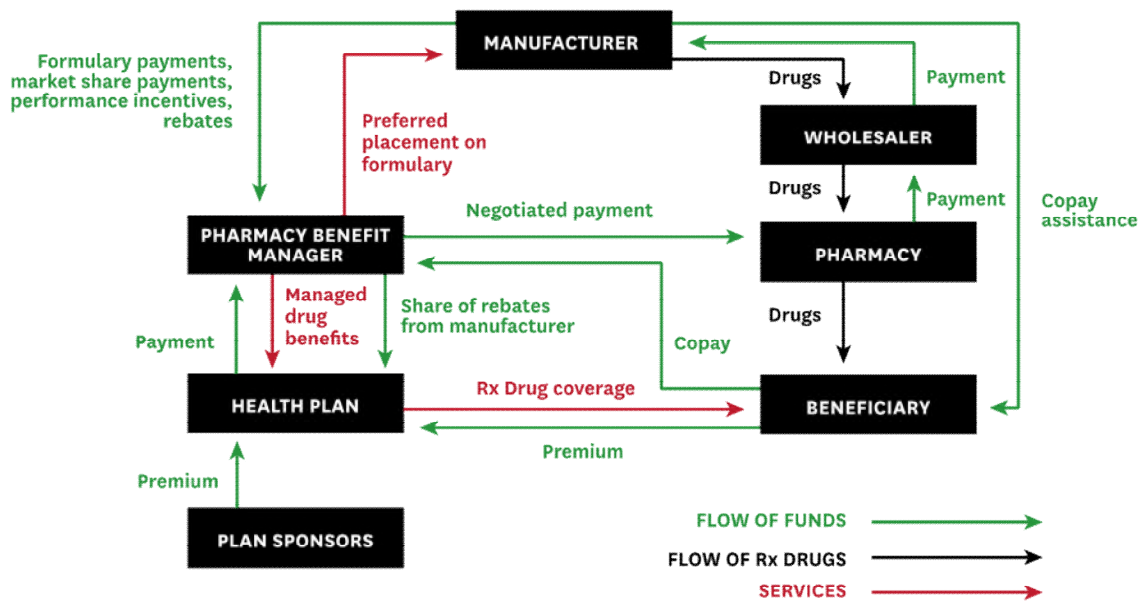 MANUFACTURER
Formulary payments,
market share payments,
performance incentives,
rebates
Preferred
placement on
formulary
Drugs
Payment
WHOLESALER
Drugs
Payment
Copay
assistance
Negotiated payment
PHARMACY BENEFIT
MANAGER
PHARMACY
Managed
drug
benefits
Share of rebates
from manufacturer
Drugs
Payment
Copay
HEALTH PLAN
Rx Drug coverage
BENEFICIARY
Premium
Premium
PLAN SPONSORS
FLOW OF FUNDS
FLOW OF Rx DRUGS
SERVICES